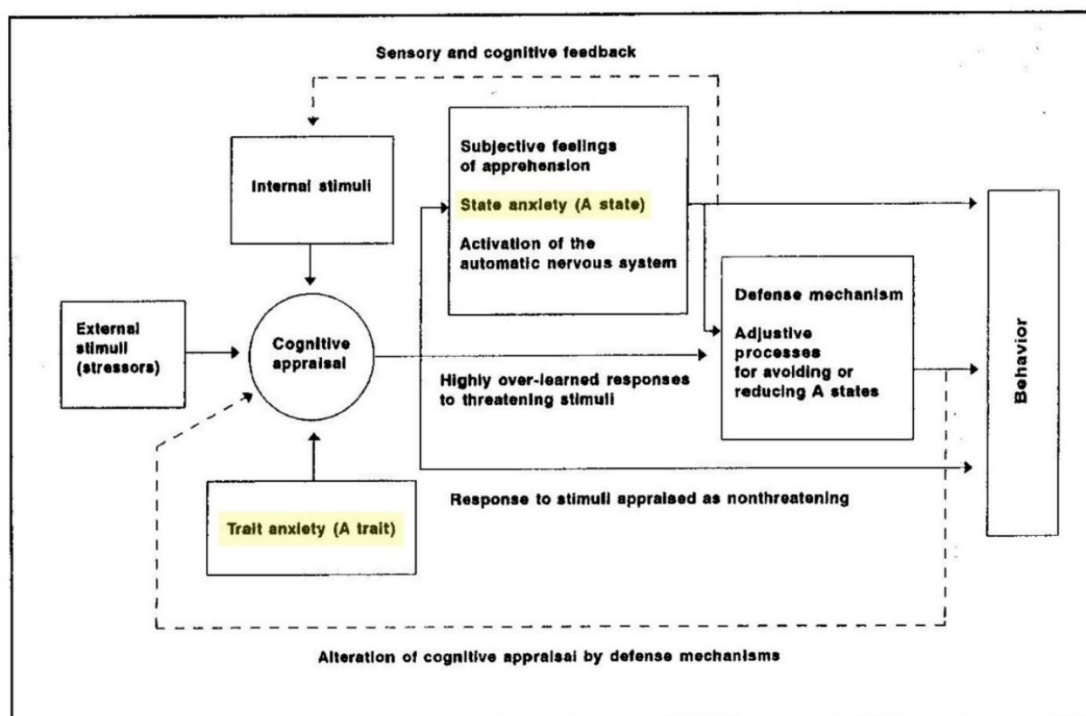 Sensory and cognitive feedback
Internal stimuli
Subjective feelings
of apprehension
State anxiety (A state)
Activation of the
automatic nervous system
External
stimuli
(stressors)
Cognitive
appraisal
Highly over-learned responses
to threatening stimuli
Defense mechanism
Adjustive
processes
for avoiding or
reducing A states
Behavior
Trait anxiety (A trait)
Response to stimuli appraised as nonthreatening
Alteration of cognitive appraisal by defense mechanisms